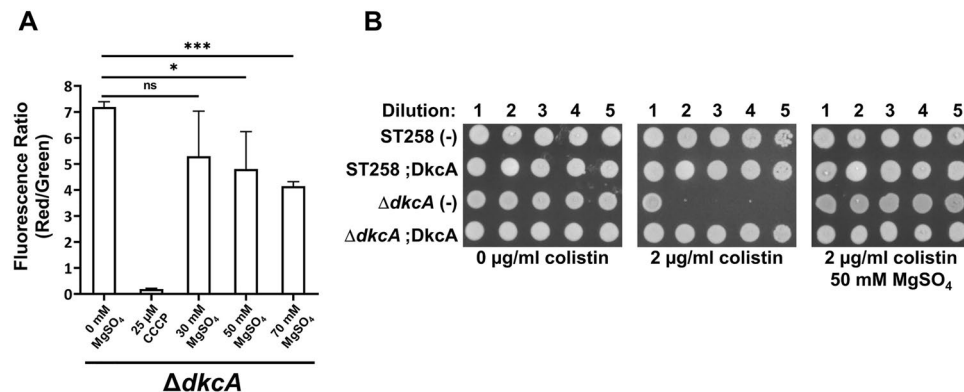 A
***
*
ns
Fluorescence Ratio
(Red/Green)
8
7
6
5
4
3
2
1
0
0 mM
MgSO₄
25 µM
CCCP
30 mM
MgSO₄
50 mM
MgSO₄
70 mM
MgSO₄
ΔdkcA
B
Dilution: 1 2 3 4 5 1 2 3 4 5 1 2 3 4 5
ST258 (-)
ST258 ;DkcA
ΔdkcA (-)
ΔdkcA ;DkcA
0 µg/ml colistin
2 µg/ml colistin
2 µg/ml colistin
50 mM MgSO₄